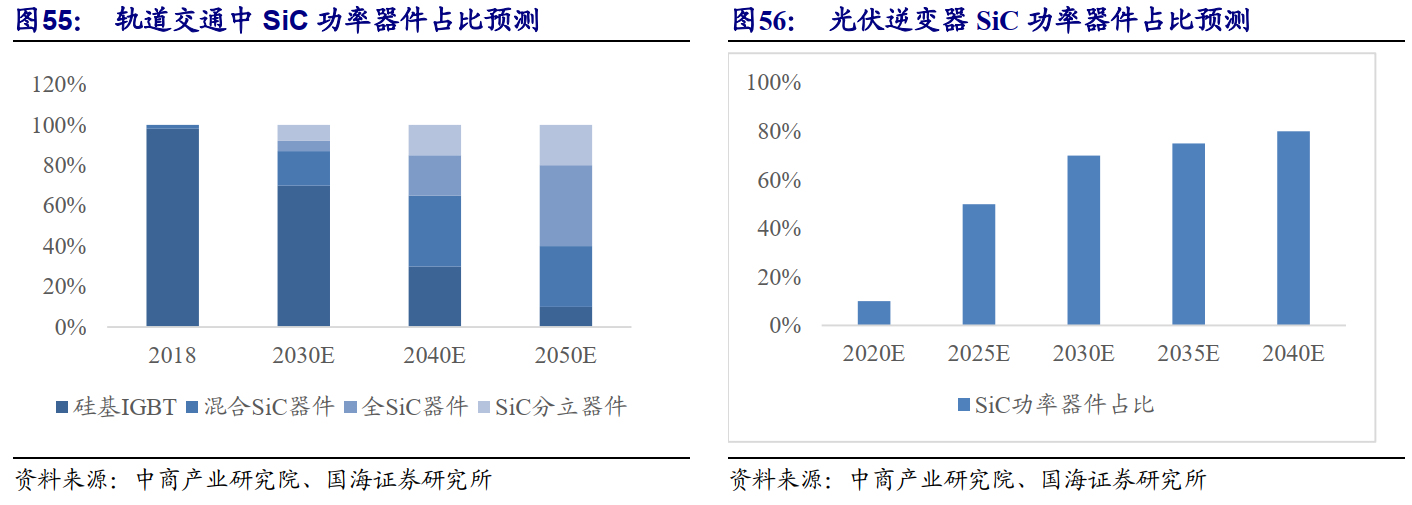 图55： 轨道交通中 SiC 功率器件占比预测
120%
100%
80%
60%
40%
20%
0%
2018 2030E 2040E 2050E
硅基IGBT 混合SiC器件 全SiC器件 SiC分立器件
资料来源：中商产业研究院、国海证券研究所
图56： 光伏逆变器 SiC 功率器件占比预测
100%
80%
60%
40%
20%
0%
2020E 2025E 2030E 2035E 2040E
SiC功率器件占比
资料来源：中商产业研究院、国海证券研究所